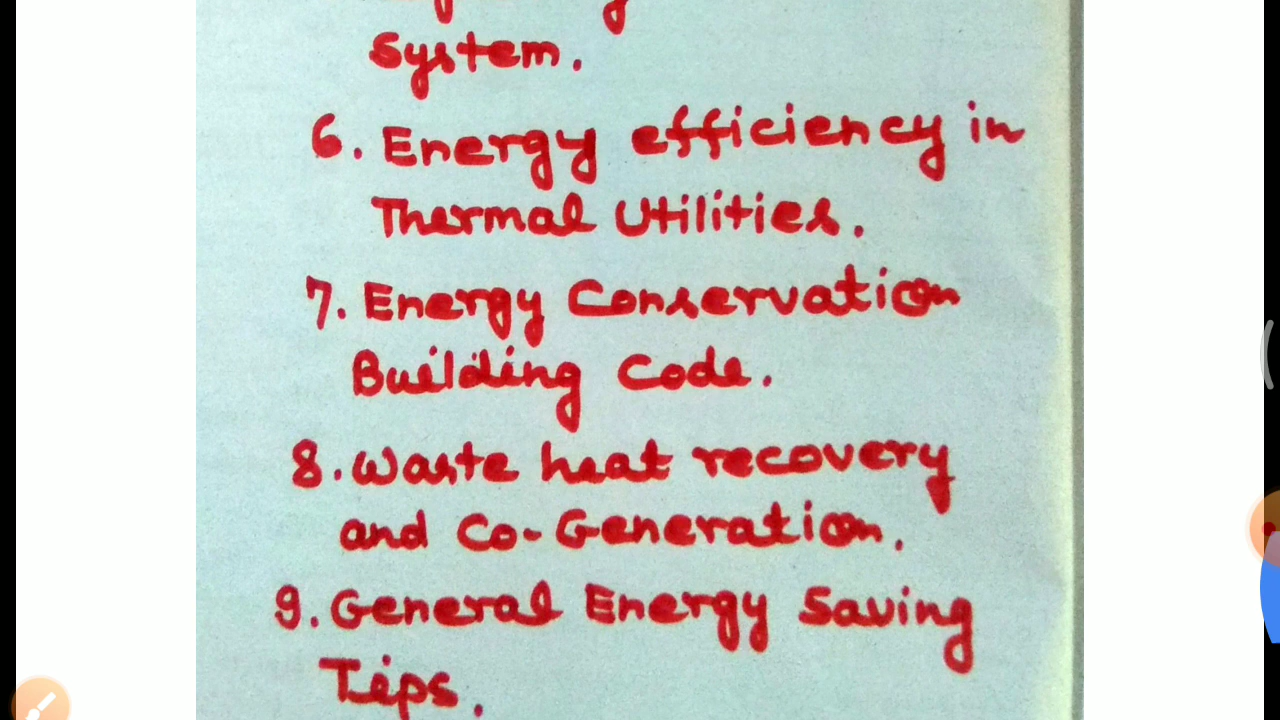 System.
6. Energy efficiency in
Thermal Utilities.
7. Energy Conservation
Building Code.
8. Waste heat recovery
and Co-Generation.
9. General Energy Saving
Tips.